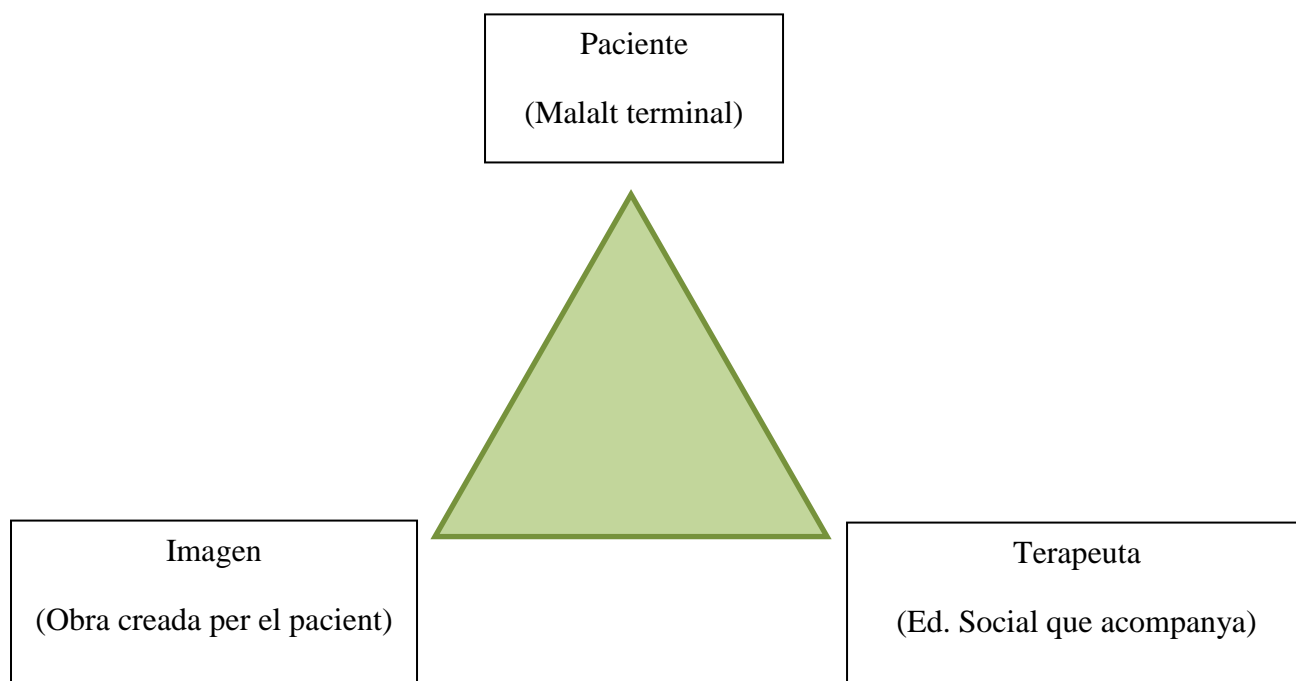 Paciente
(Malalt terminal)
Imagen
(Obra creada per el pacient)
Terapeuta
(Ed. Social que acompanya)